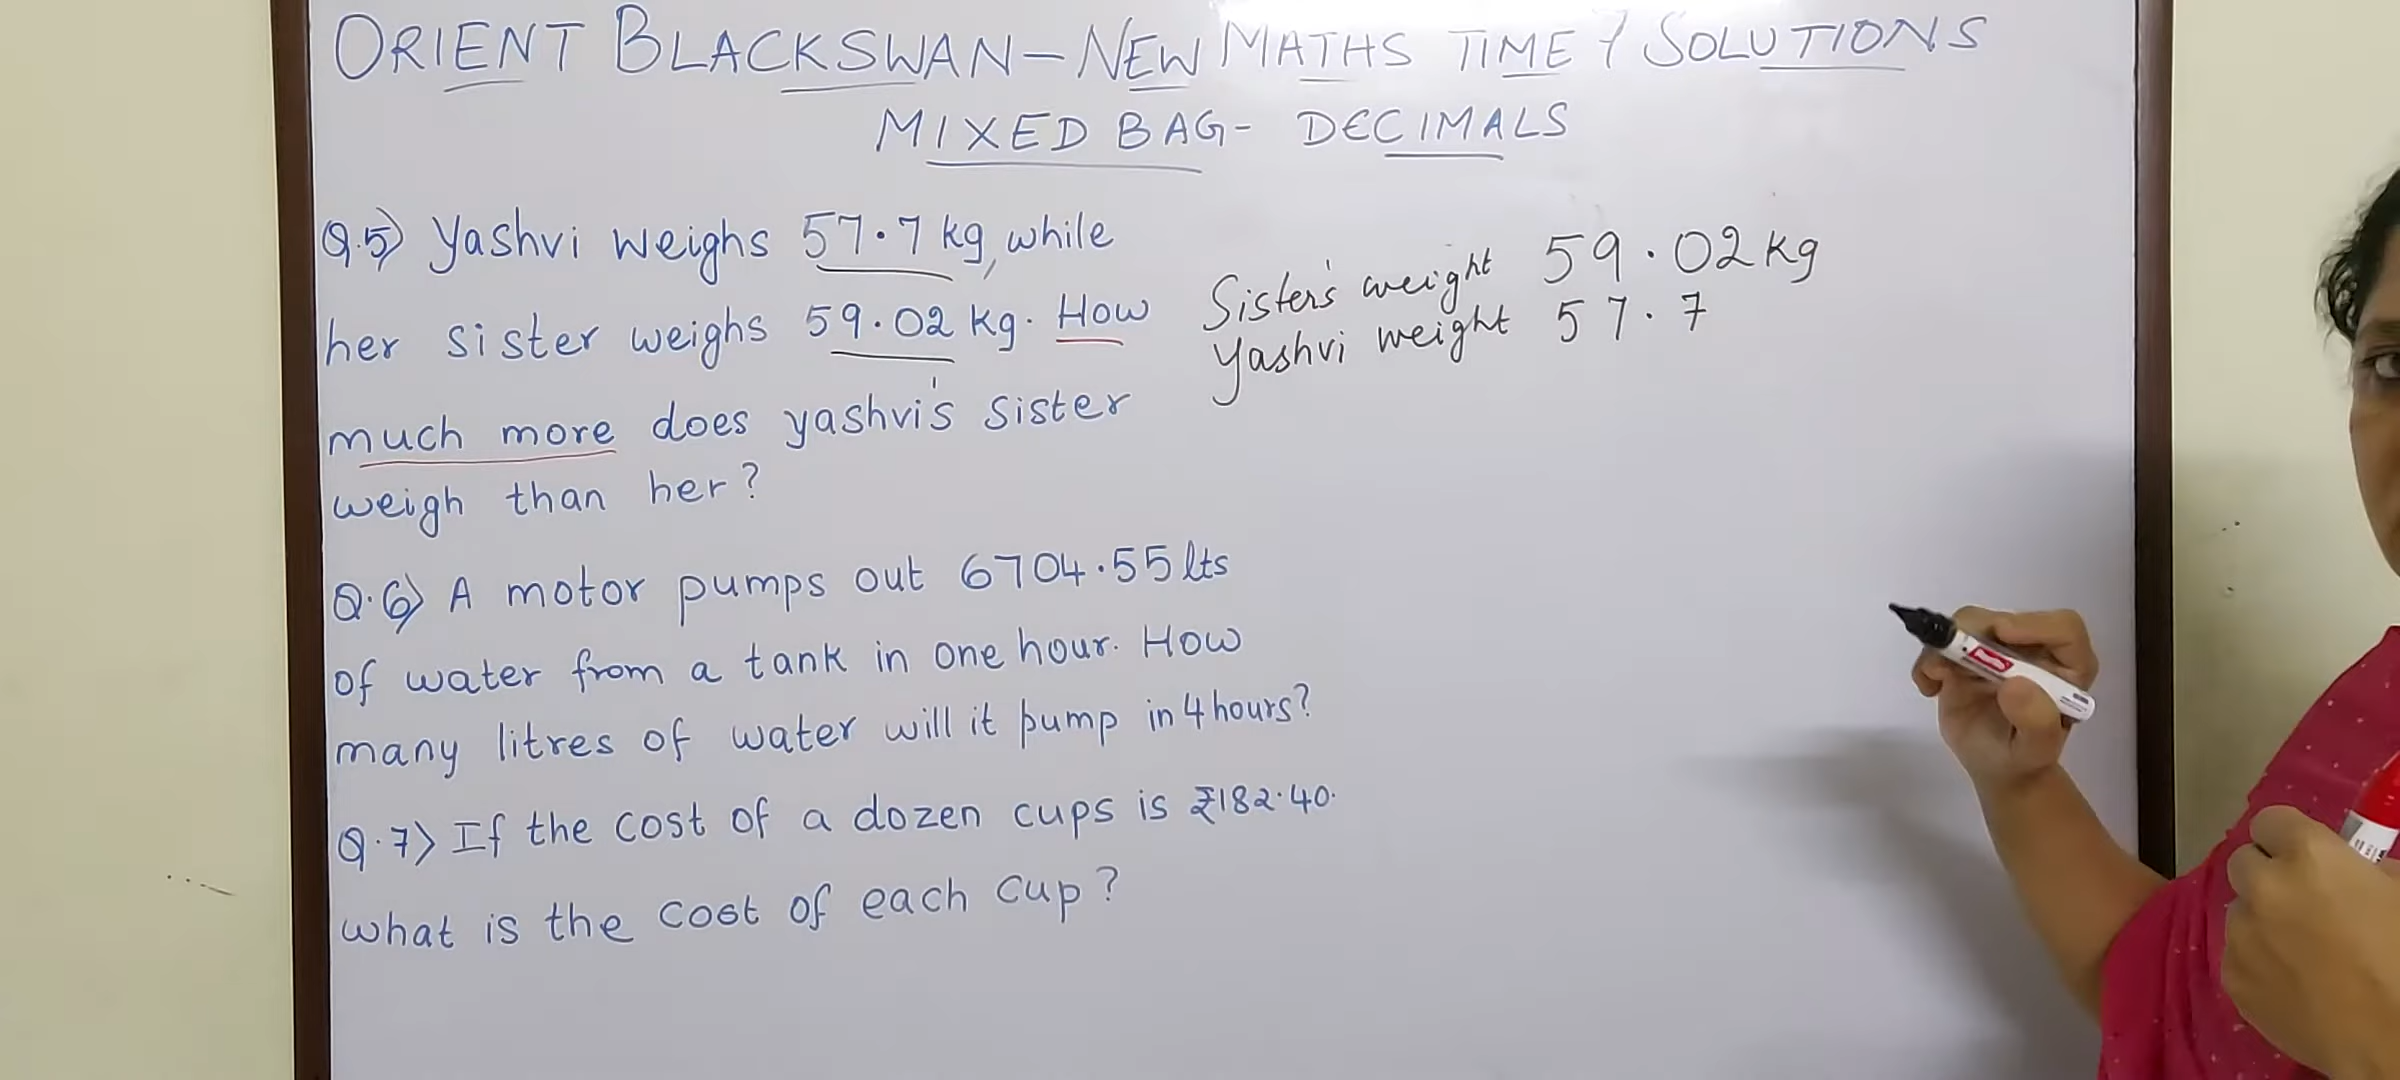 ORIENT BLACKSWAN - NEW MATHS TIME 7 SOLUTIONS
MIXED BAG - DECIMALS
Q.5) Yashvi weighs 57.7 kg, while
her sister weighs 59.02 kg. How
much more does yashvi's sister
weigh than her?
Sister's weight 59.02 kg
Yashvi weight 57.7
Q.6) A motor pumps out 6704.55 lts
of water from a tank in one hour. How
many litres of water will it pump in 4 hours?
Q.7) If the cost of a dozen cups is ₹182.40.
what is the cost of each cup?